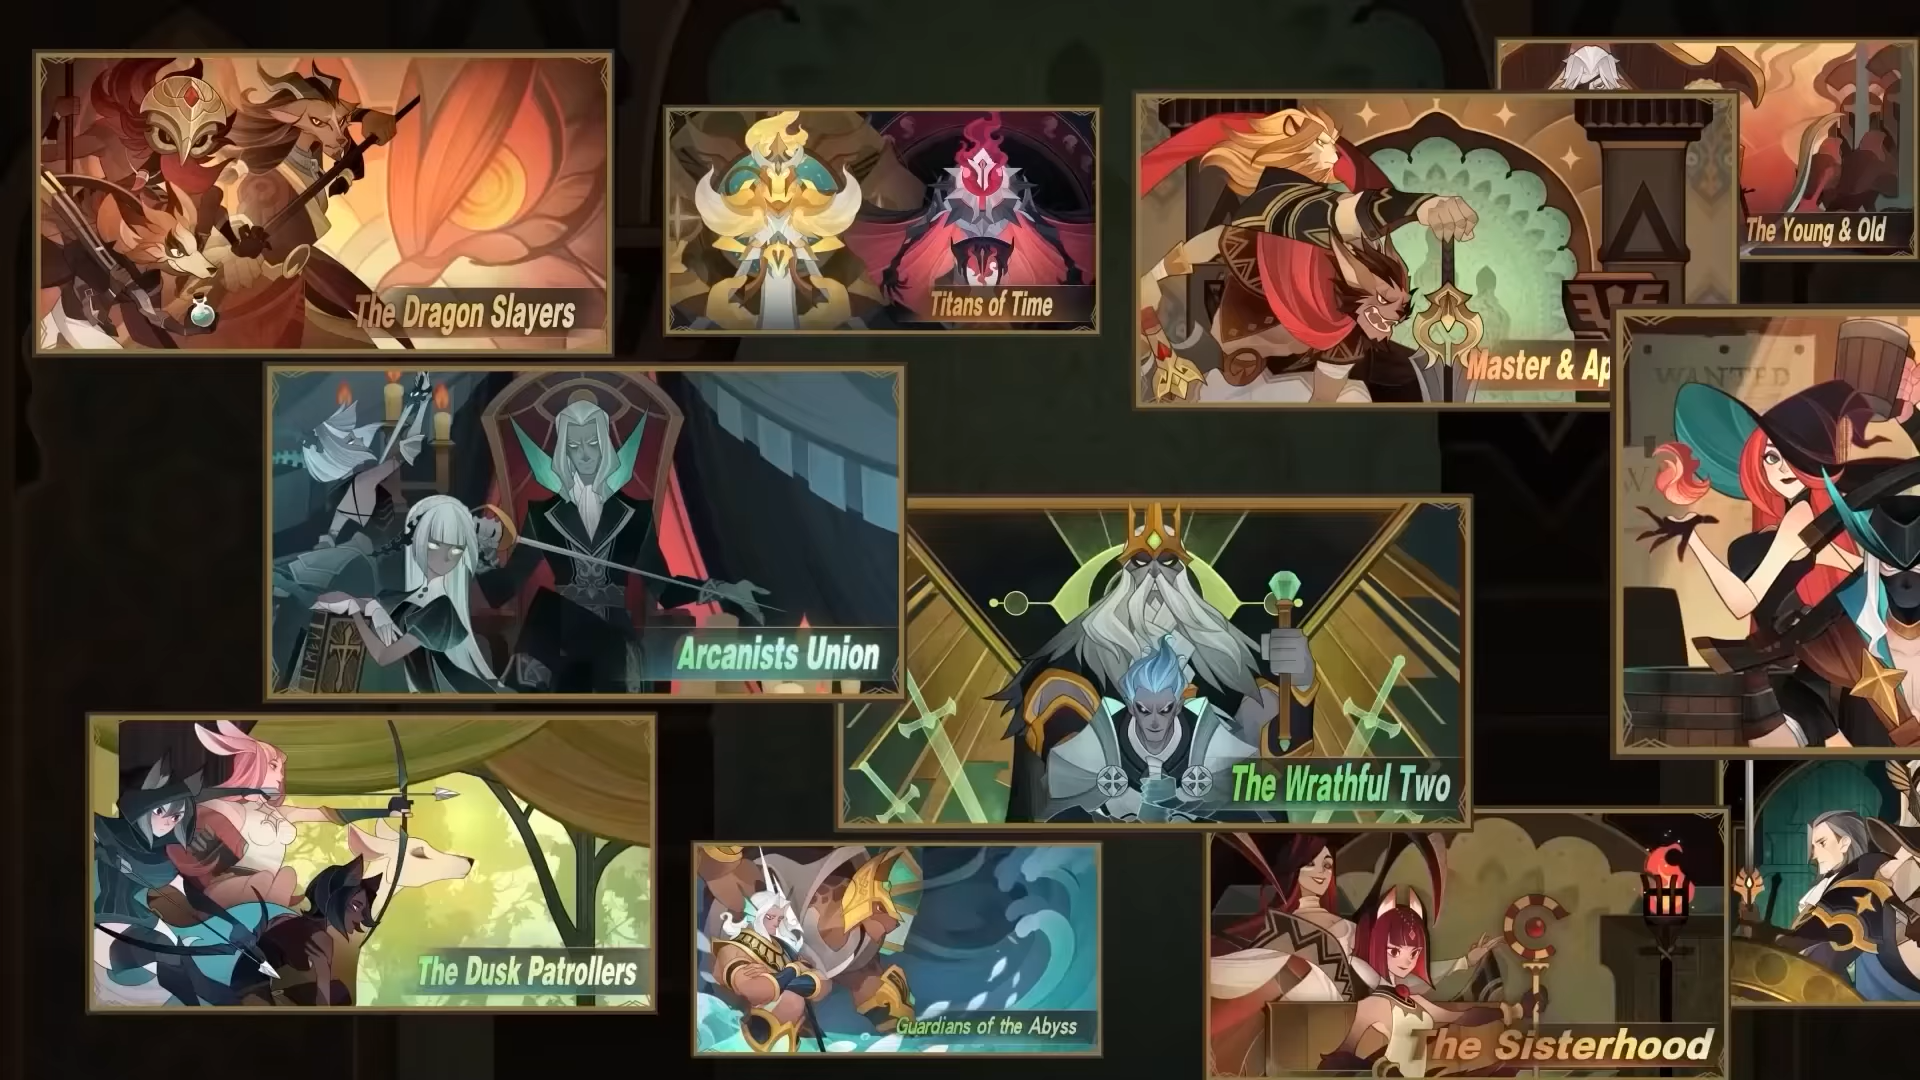 The Dragon Slayers
Titans of Time
Master & Ap
The Young & Old
WANTED
Arcanists Union
The Wrathful Two
The Dusk Patrollers
Guardians of the Abyss
The Sisterhood